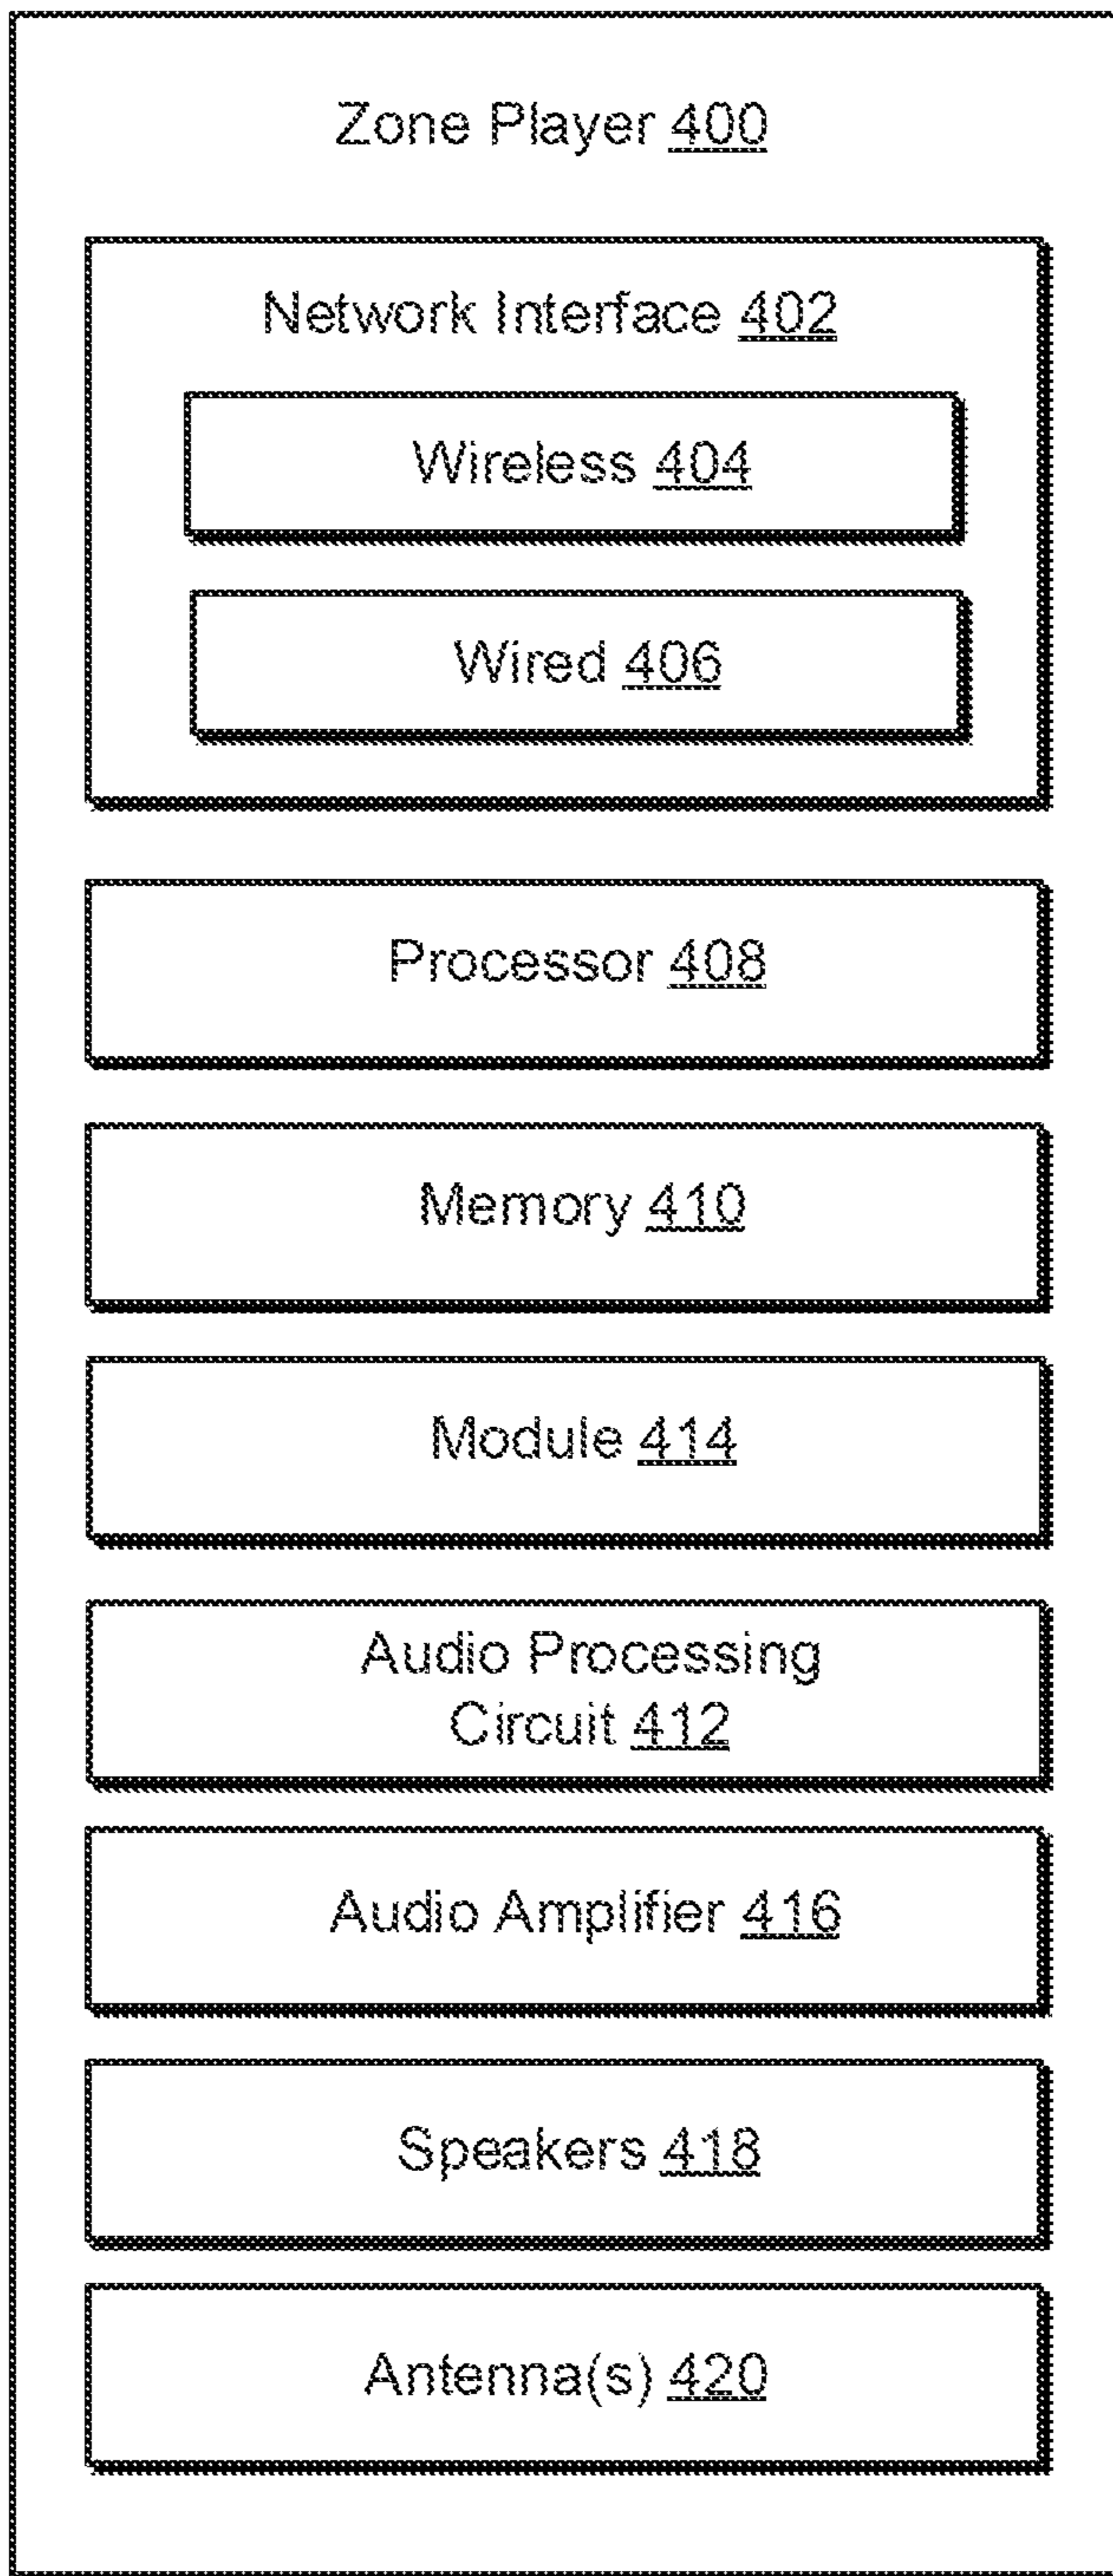 Zone Player 400
Network Interface 402
Wireless 404
Wired 406
Processor 408
Memory 410
Module 414
Audio Processing
Circuit 412
Audio Amplifier 416
Speakers 418
Antenna(s) 420